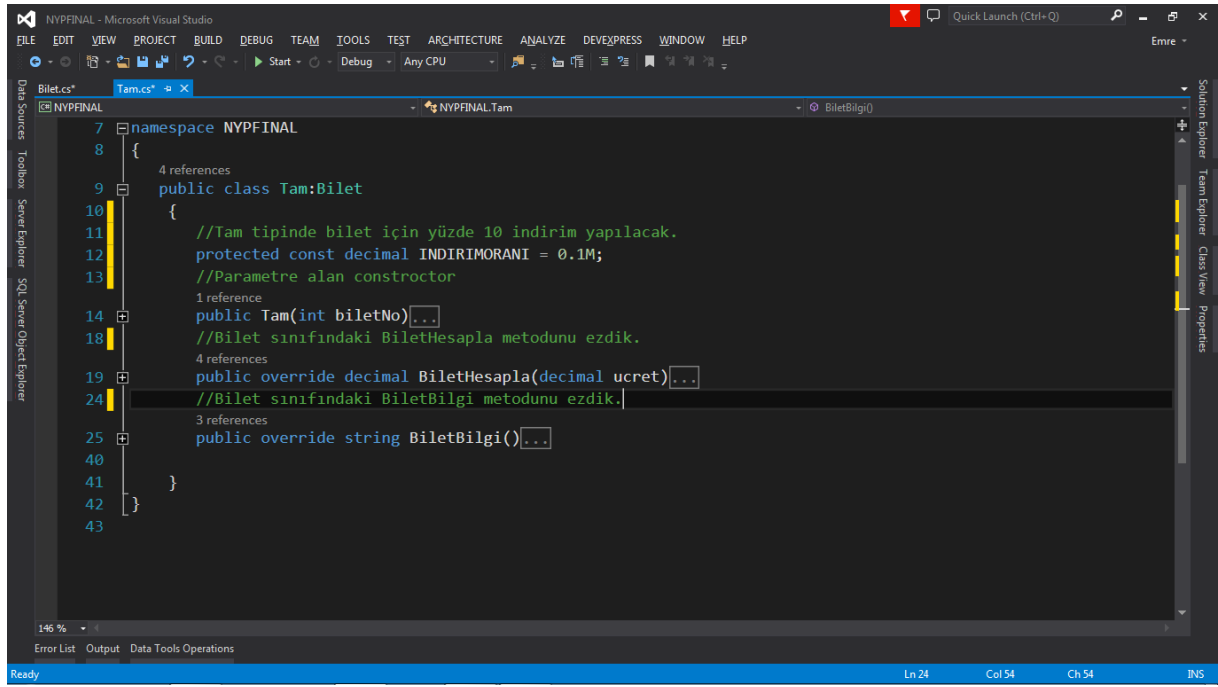 NYPFINAL - Microsoft Visual Studio
Quick Launch (Ctrl+Q)
FILE EDIT VIEW PROJECT BUILD DEBUG TEAM TOOLS TEST ARCHITECTURE ANALYZE DEVEXPRESS WINDOW HELP
Emre
Start Debug Any CPU
Bilet.cs* Tam.cs*
NYPFINAL NYPFINAL.Tam BiletBilgi()
7 namespace NYPFINAL
8 {
4 references
9 public class Tam:Bilet
10 {
11 //Tam tipinde bilet için yüzde 10 indirim yapılacak.
12 protected const decimal INDIRIMORANI = 0.1M;
13 //Parametre alan constroctor
1 reference
14 public Tam(int biletNo)...
18 //Bilet sınıfındaki BiletHesapla metodunu ezdik.
4 references
19 public override decimal BiletHesapla(decimal ucret)...
24 //Bilet sınıfındaki BiletBilgi metodunu ezdik.
3 references
25 public override string BiletBilgi()...
40
41 }
42 }
43
146 %
Error List Output Data Tools Operations
Ready Ln 24 Col 54 Ch 54 INS
Data Sources
Toolbox
Server Explorer
SQL Server Object Explorer
Solution Explorer
Team Explorer
Class View
Properties